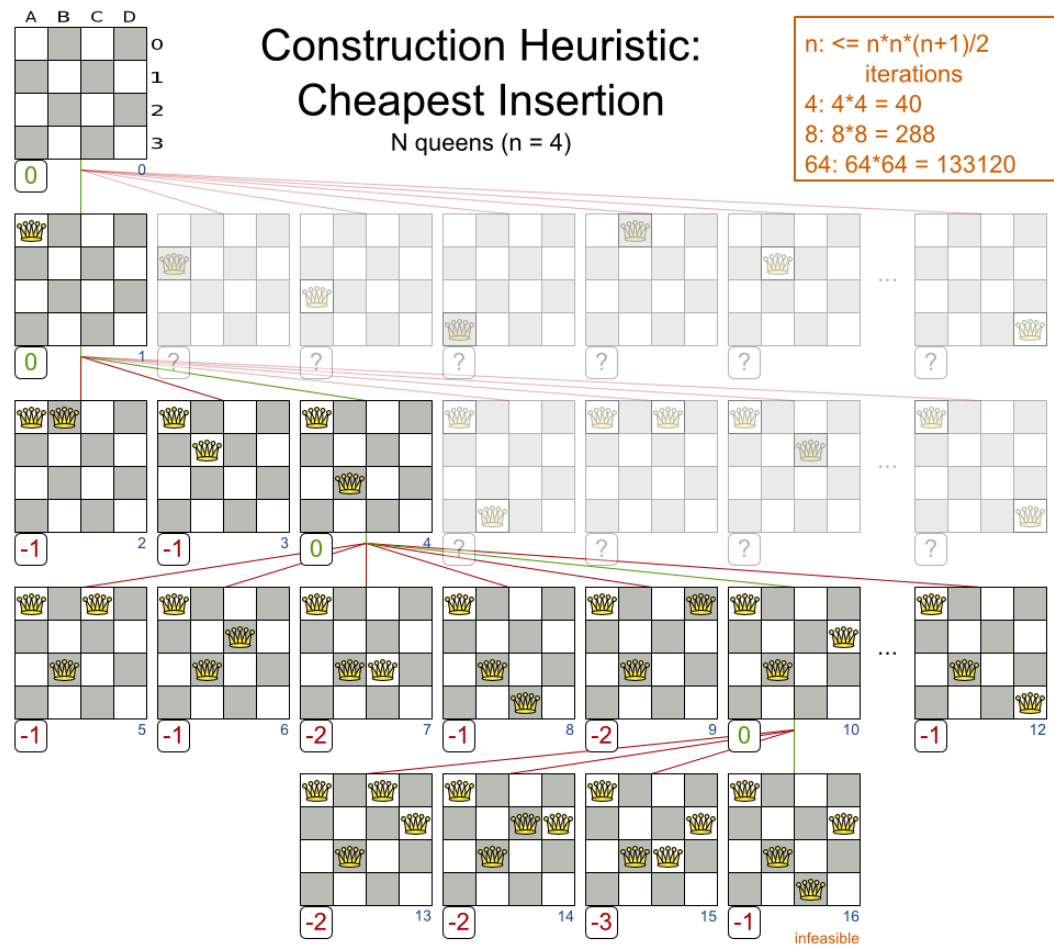 A B C D
0
1
2
3
Construction Heuristic:
Cheapest Insertion
N queens (n = 4)
n: <= n*n*(n+1)/2
iterations
4: 4*4 = 40
8: 8*8 = 288
64: 64*64 = 133120
0 0
...
0 1 ? ? ? ? ? ?
...
-1 2 -1 3 0 4 ? ? ? ?
...
-1 5 -1 6 -2 7 -1 8 -2 9 0 10 -1 12
-2 13 -2 14 -3 15 -1 16
infeasible